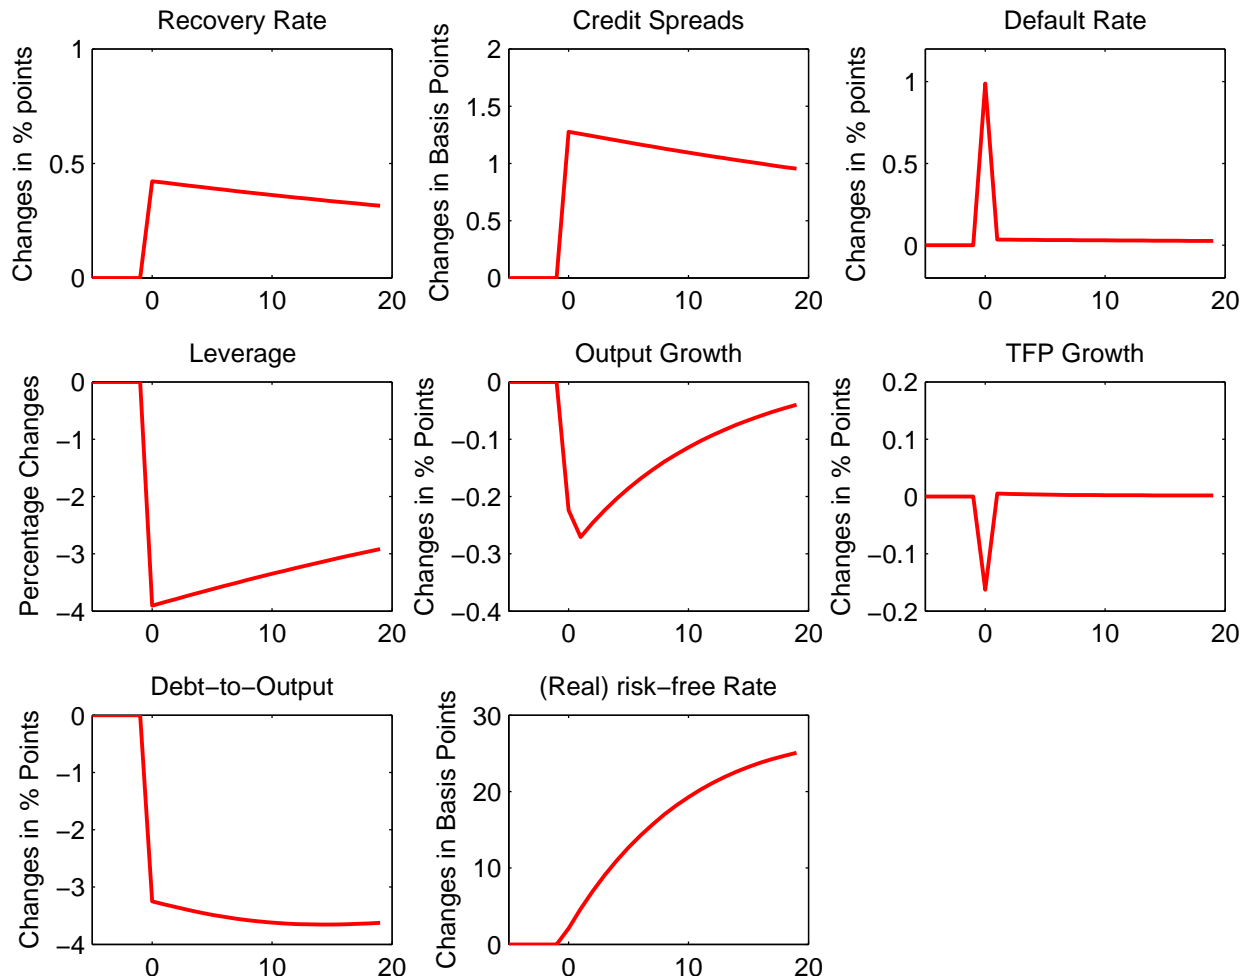 Recovery Rate
Changes in % points
1
0.5
0
0 10 20
Credit Spreads
Changes in Basis Points
2
1.5
1
0.5
0
0 10 20
Default Rate
Changes in % points
1
0.5
0
0 10 20
Leverage
Percentage Changes
0
−1
−2
−3
−4
0 10 20
Output Growth
Changes in % Points
0
−0.1
−0.2
−0.3
−0.4
0 10 20
TFP Growth
Changes in % Points
0.2
0.1
0
−0.1
−0.2
0 10 20
Debt−to−Output
Changes in % Points
0
−1
−2
−3
−4
0 10 20
(Real) risk−free Rate
Changes in Basis Points
30
20
10
0
0 10 20